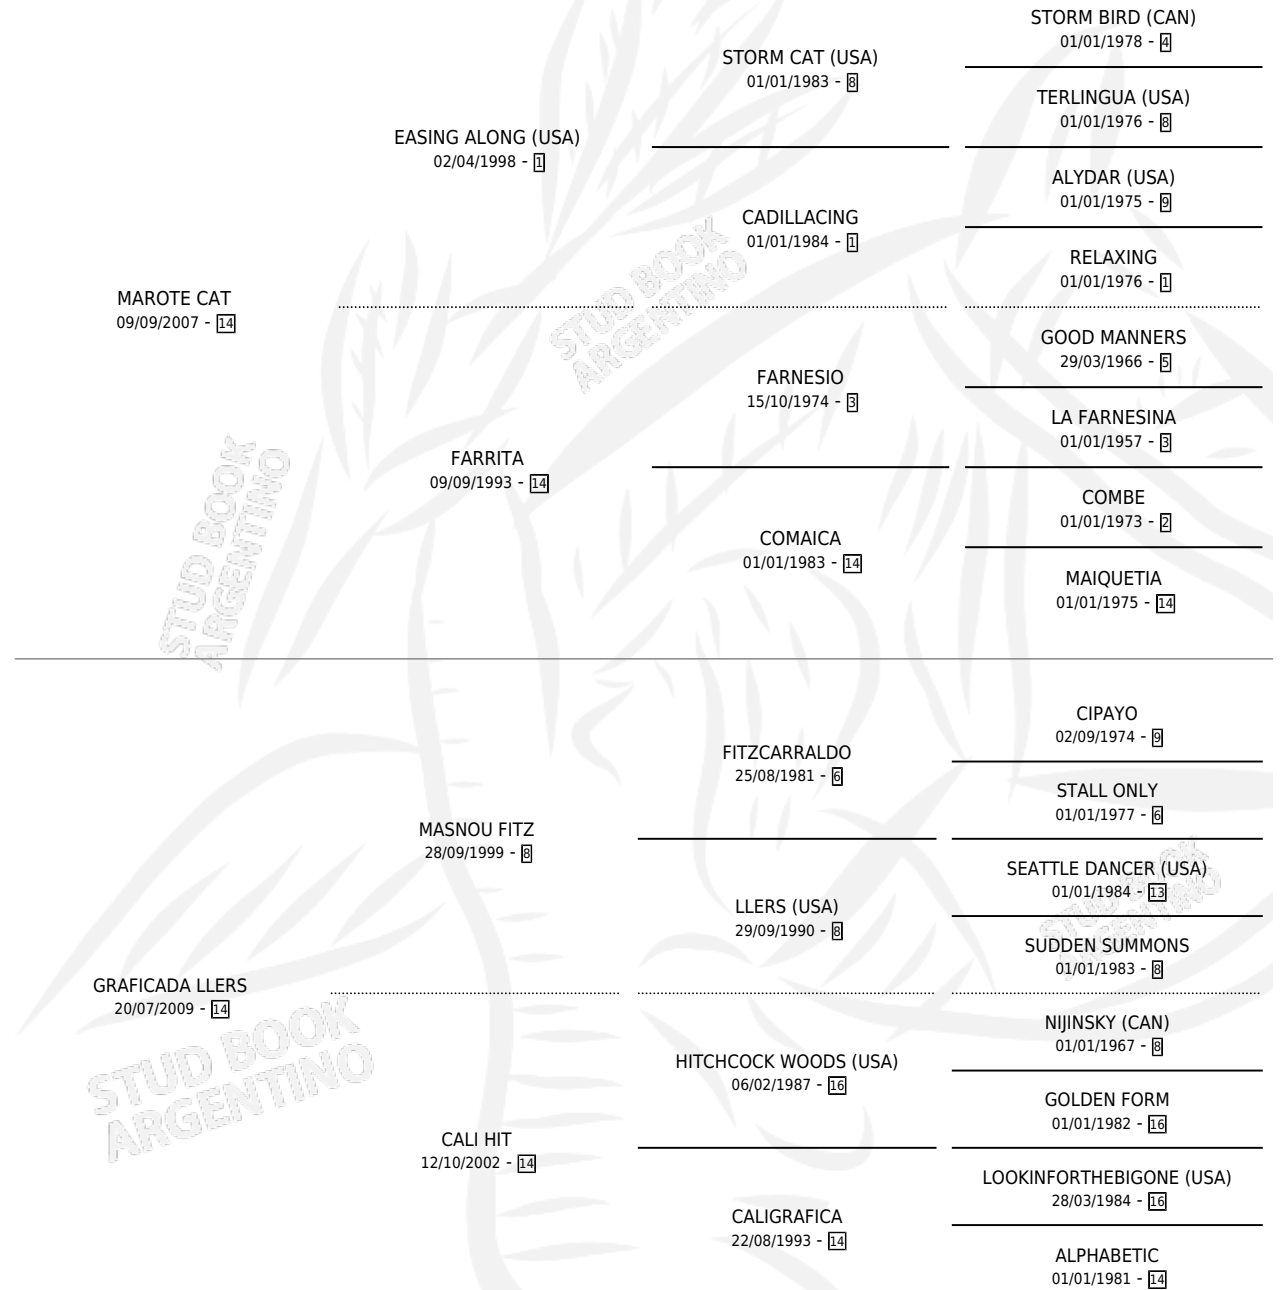 STORM BIRD (CAN)
01/01/1978 - 4
STORM CAT (USA)
01/01/1983 - 8
TERLINGUA (USA)
01/01/1976 - 8
EASING ALONG (USA)
02/04/1998 - 1
ALYDAR (USA)
01/01/1975 - 9
CADILLACING
01/01/1984 - 1
RELAXING
01/01/1976 - 1
MAROTE CAT
09/09/2007 - 14
GOOD MANNERS
29/03/1966 - 5
FARNESIO
15/10/1974 - 3
LA FARNESINA
01/01/1957 - 3
FARRITA
09/09/1993 - 14
COMBE
01/01/1973 - 2
COMAICA
01/01/1983 - 14
MAIQUETIA
01/01/1975 - 14
STUD BOOK
ARGENTINO
STUD BOOK
ARGENTINO
CIPAYO
02/09/1974 - 9
FITZCARRALDO
25/08/1981 - 6
STALL ONLY
01/01/1977 - 6
MASNOU FITZ
28/09/1999 - 8
SEATTLE DANCER (USA)
01/01/1984 - 13
LLERS (USA)
29/09/1990 - 8
SUDDEN SUMMONS
01/01/1983 - 8
GRAFICADA LLERS
20/07/2009 - 14
NIJINSKY (CAN)
01/01/1967 - 8
HITCHCOCK WOODS (USA)
06/02/1987 - 16
GOLDEN FORM
01/01/1982 - 16
CALI HIT
12/10/2002 - 14
LOOKINFORTHEBIGONE (USA)
28/03/1984 - 16
CALIGRAFICA
22/08/1993 - 14
ALPHABETIC
01/01/1981 - 14
STUD BOOK
ARGENTINO
STUD BOOK
ARGENTINO